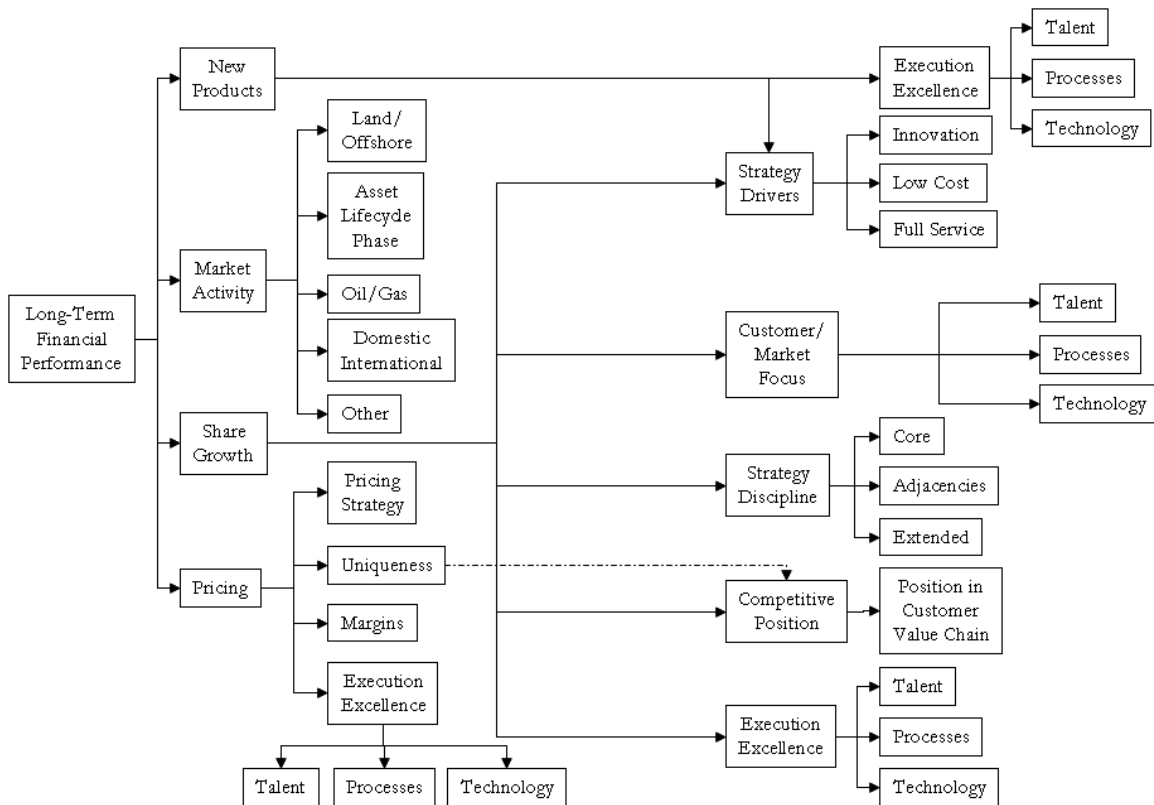 New
Products
Execution
Excellence
Talent
Processes
Technology
Land/
Offshore
Asset
Lifecycle
Phase
Strategy
Drivers
Innovation
Low Cost
Full Service
Market
Activity
Oil/Gas
Domestic
International
Other
Long-Term
Financial
Performance
Customer/
Market
Focus
Talent
Processes
Technology
Share
Growth
Strategy
Discipline
Core
Adjacencies
Extended
Pricing
Pricing
Strategy
Uniqueness
Margins
Execution
Excellence
Competitive
Position
Position in
Customer
Value Chain
Execution
Excellence
Talent
Processes
Technology
Talent
Processes
Technology